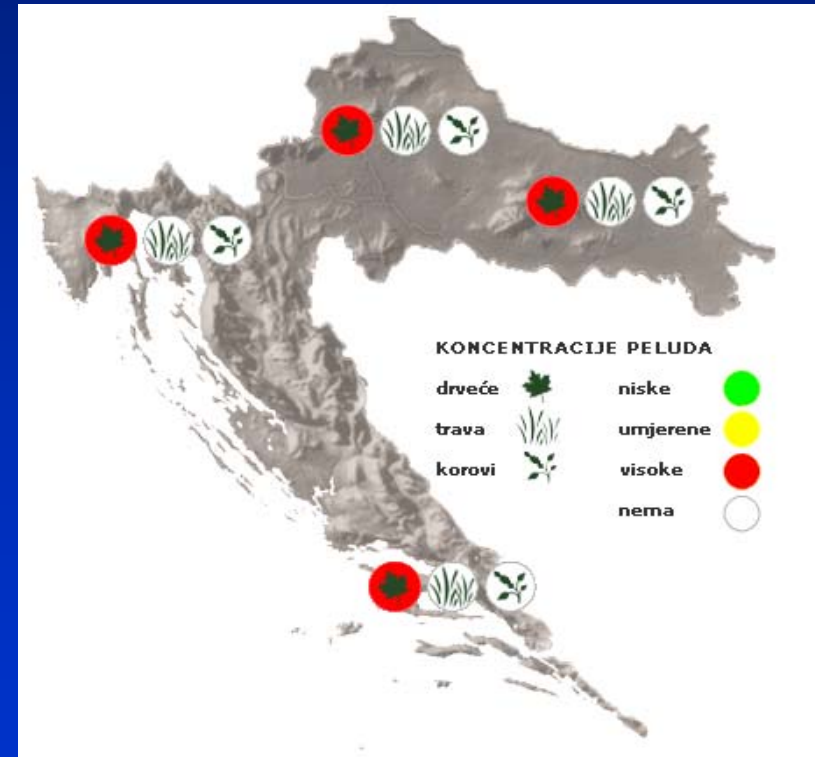 KONCENTRACIJE PELUDA
drveće niske
trava umjerene
korovi visoke
nema